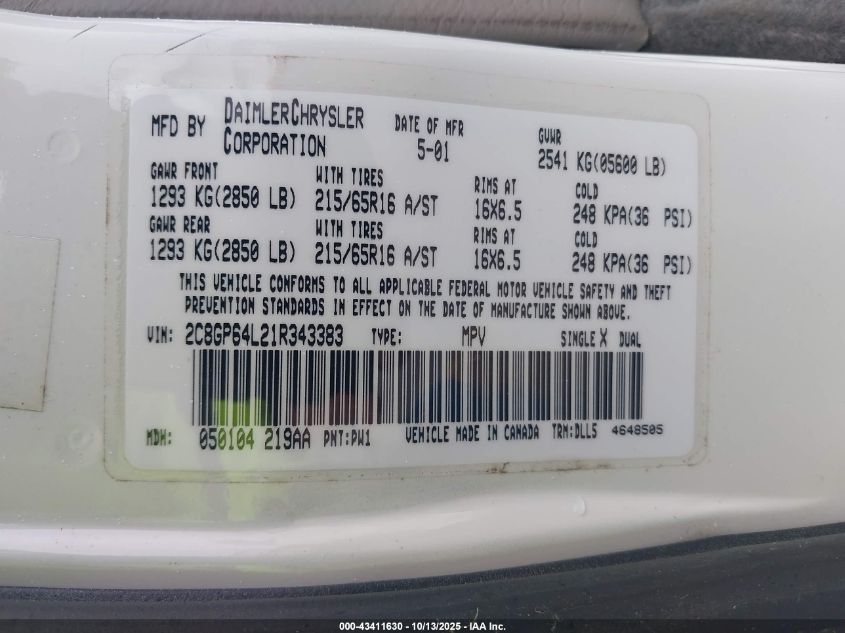 MFD BY DAIMLERCHRYSLER CORPORATION DATE OF MFR 5-01 GVWR 2541 KG(05600 LB)
GAWR FRONT WITH TIRES RIMS AT COLD
1293 KG(2850 LB) 215/65R16 A/ST 16X6.5 248 KPA(36 PSI)
GAWR REAR WITH TIRES RIMS AT COLD
1293 KG(2850 LB) 215/65R16 A/ST 16X6.5 248 KPA(36 PSI)
THIS VEHICLE CONFORMS TO ALL APPLICABLE FEDERAL MOTOR VEHICLE SAFETY AND THEFT
PREVENTION STANDARDS IN EFFECT ON THE DATE OF MANUFACTURE SHOWN ABOVE.
VIN: 2C8GP64L21R343383 TYPE: MPV SINGLE X DUAL
MDH: 050104 219AA PNT:PW1 VEHICLE MADE IN CANADA TRM:DLL5 4648505
000-43411630 - 10/13/2025 - IAA Inc.